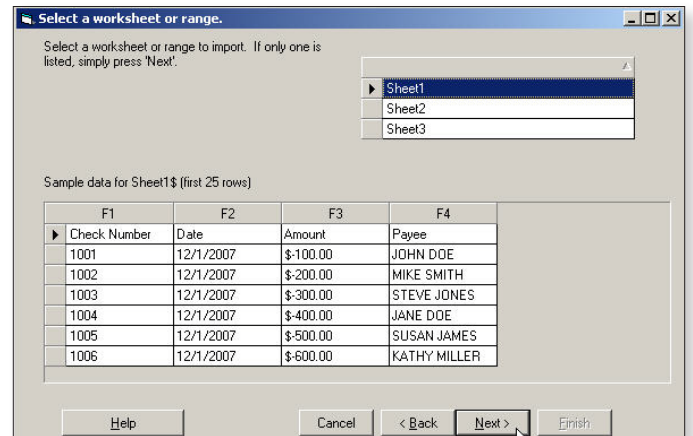 Select a worksheet or range.
Select a worksheet or range to import. If only one is
listed, simply press 'Next'.
Sheet1
Sheet2
Sheet3
Sample data for Sheet1$ (first 25 rows)
F1 F2 F3 F4
Check Number Date Amount Payee
1001 12/1/2007 $-100.00 JOHN DOE
1002 12/1/2007 $-200.00 MIKE SMITH
1003 12/1/2007 $-300.00 STEVE JONES
1004 12/1/2007 $-400.00 JANE DOE
1005 12/1/2007 $-500.00 SUSAN JAMES
1006 12/1/2007 $-600.00 KATHY MILLER
Help Cancel < Back Next > Finish